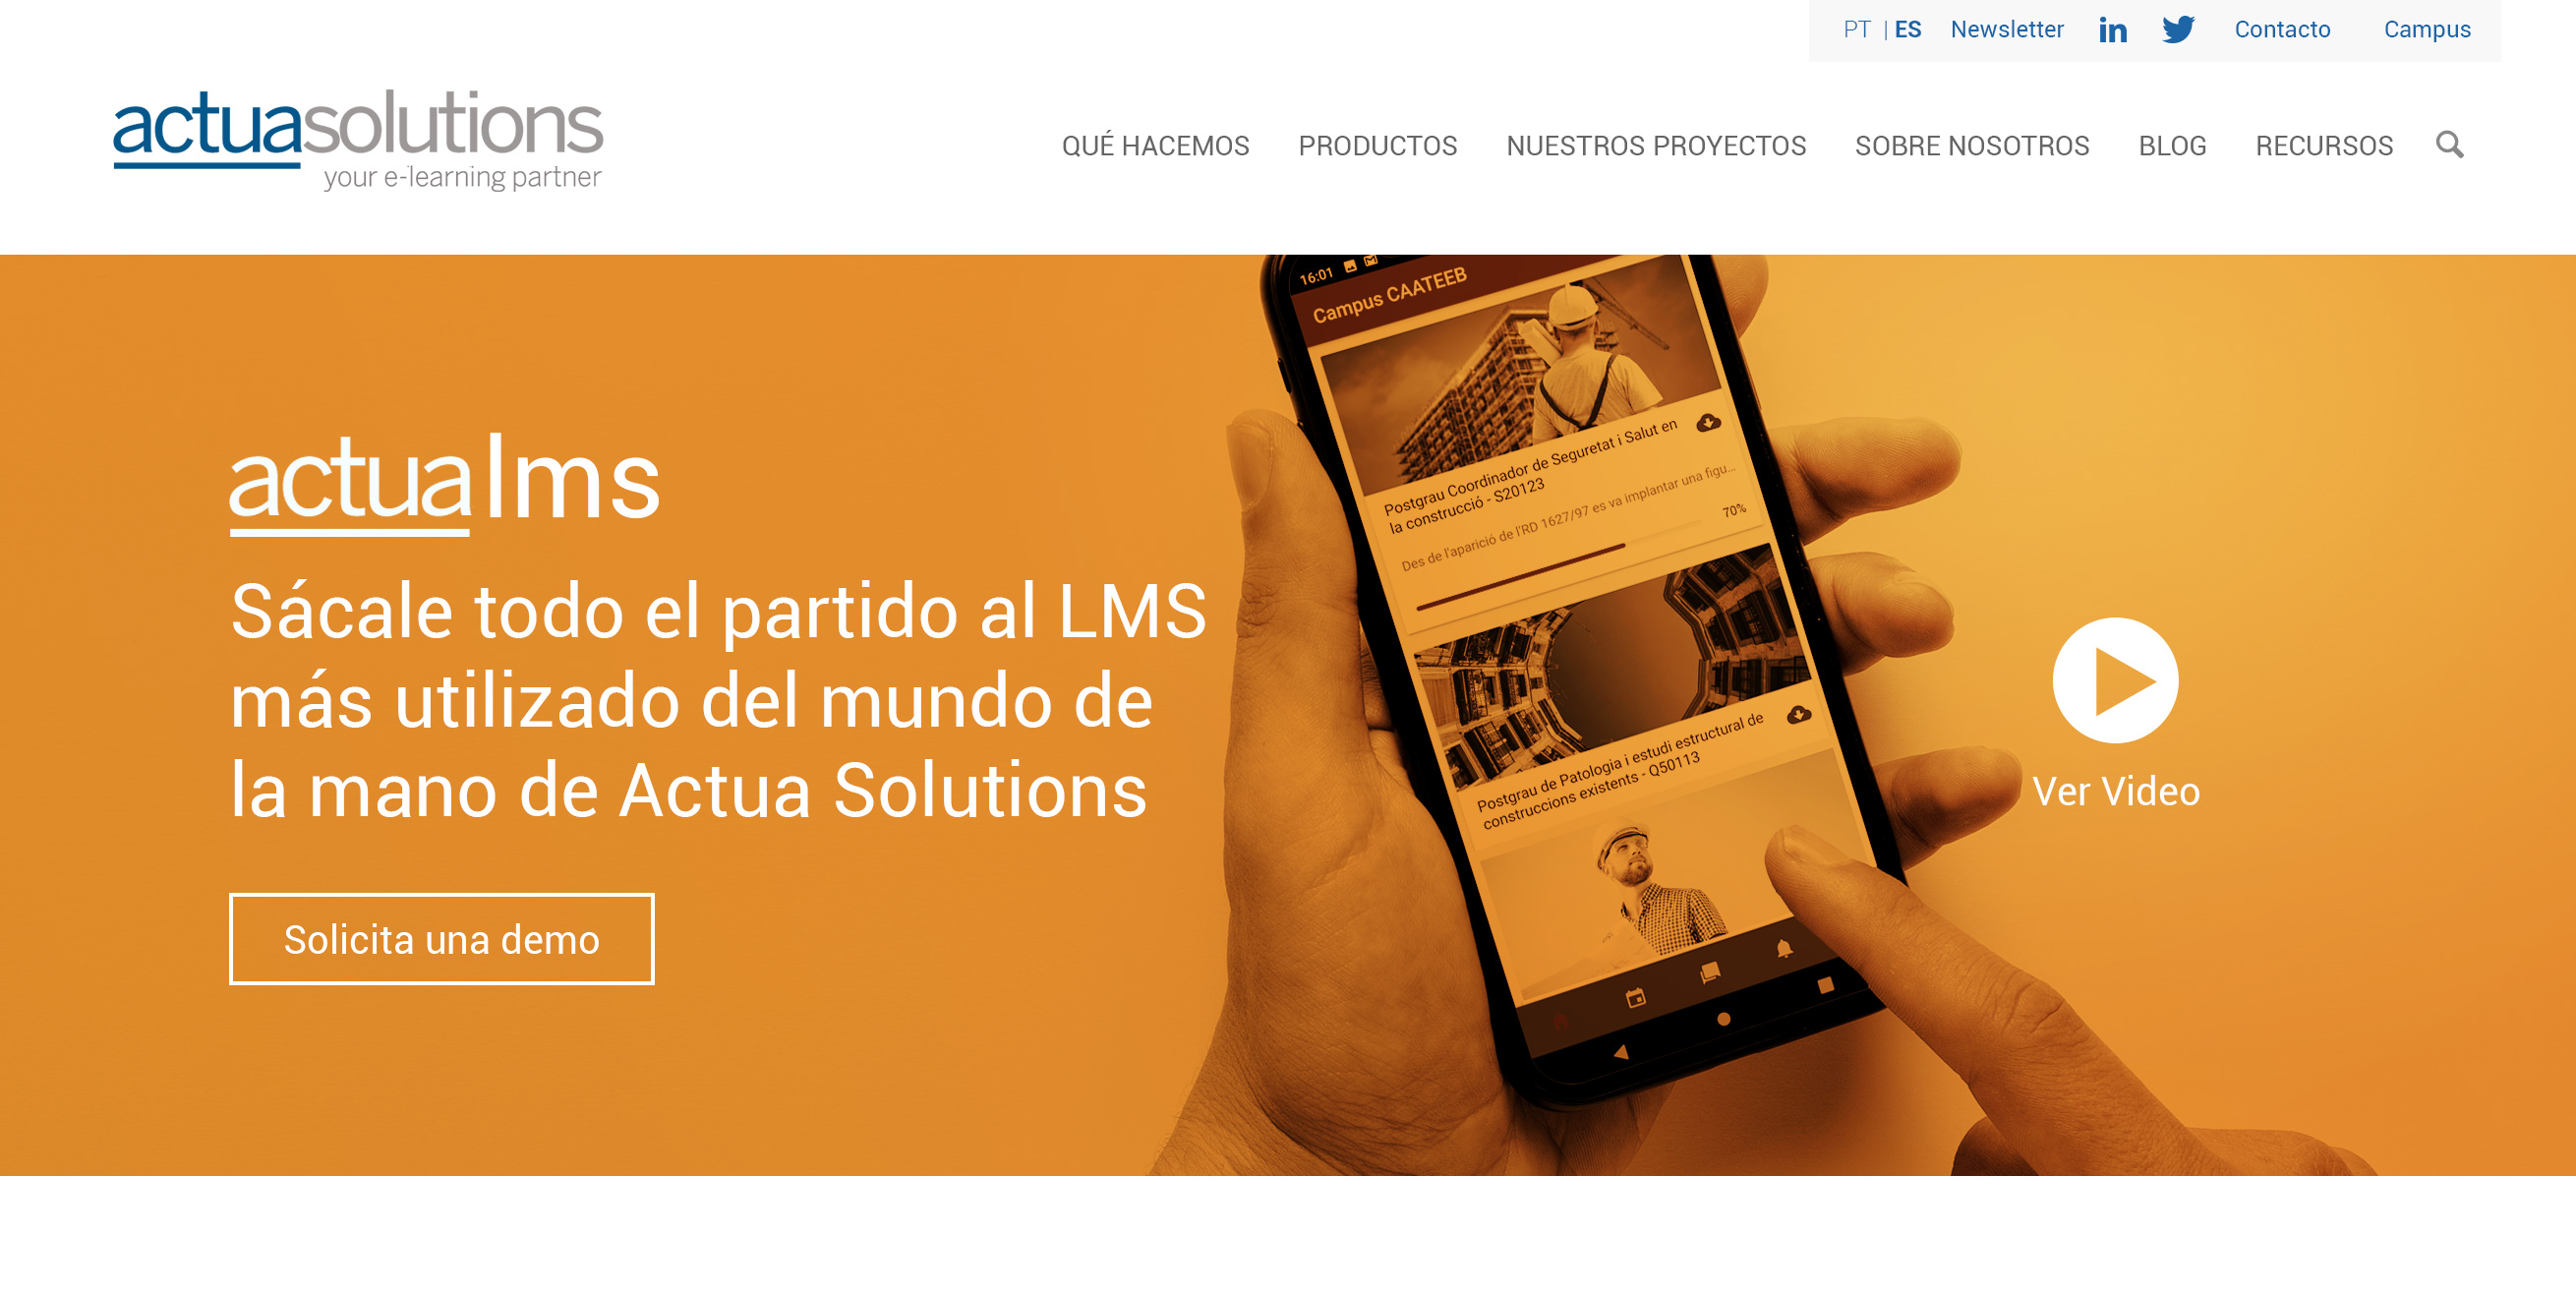 PT | ES Newsletter in Contacto Campus
actuasolutions
your e-learning partner
QUÉ HACEMOS PRODUCTOS NUESTROS PROYECTOS SOBRE NOSOTROS BLOG RECURSOS
16:01
Campus CAATEEB
Postgrau Coordinador de Seguretat i Salut en
la construcció - S20123
Des de l'aparició de l'RD 1627/97 es va implantar una figu...
70%
Postgrau de Patologia i estudi estructural de
construccions existents - Q50113
actua lms
Sácale todo el partido al LMS
más utilizado del mundo de
la mano de Actua Solutions
Solicita una demo
Ver Video